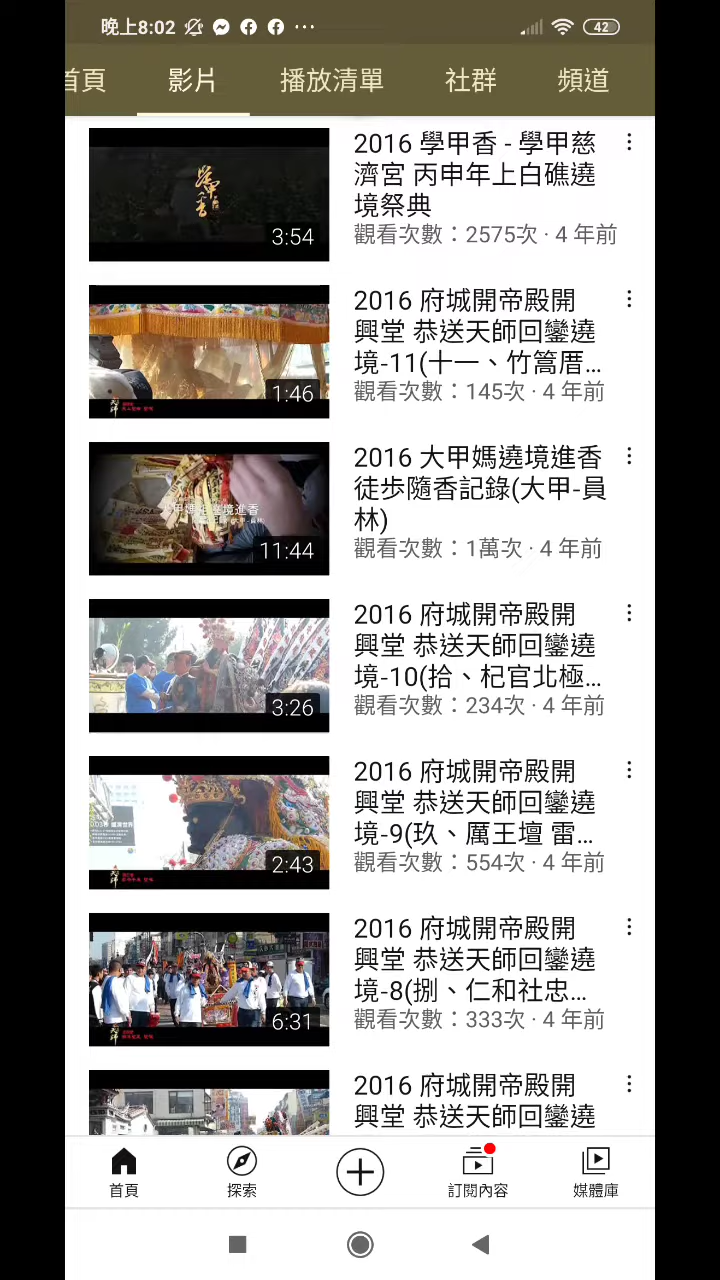 晚上8:02
42
首頁 影片 播放清單 社群 頻道
學甲香
3:54
2016 學甲香 - 學甲慈
濟宮 丙申年上白礁遶
境祭典
觀看次數：2575次 · 4 年前
1:46
2016 府城開帝殿開
興堂 恭送天師回鑾遶
境-11(十一、竹篙厝...
觀看次數：145次 · 4 年前
11:44
2016 大甲媽遶境進香
徒步隨香記錄(大甲-員
林)
觀看次數：1萬次 · 4 年前
3:26
2016 府城開帝殿開
興堂 恭送天師回鑾遶
境-10(拾、杞官北極...
觀看次數：234次 · 4 年前
2:43
2016 府城開帝殿開
興堂 恭送天師回鑾遶
境-9(玖、厲王壇 雷...
觀看次數：554次 · 4 年前
6:31
2016 府城開帝殿開
興堂 恭送天師回鑾遶
境-8(捌、仁和社忠...
觀看次數：333次 · 4 年前
2016 府城開帝殿開
興堂 恭送天師回鑾遶
首頁 探索 訂閱內容 媒體庫